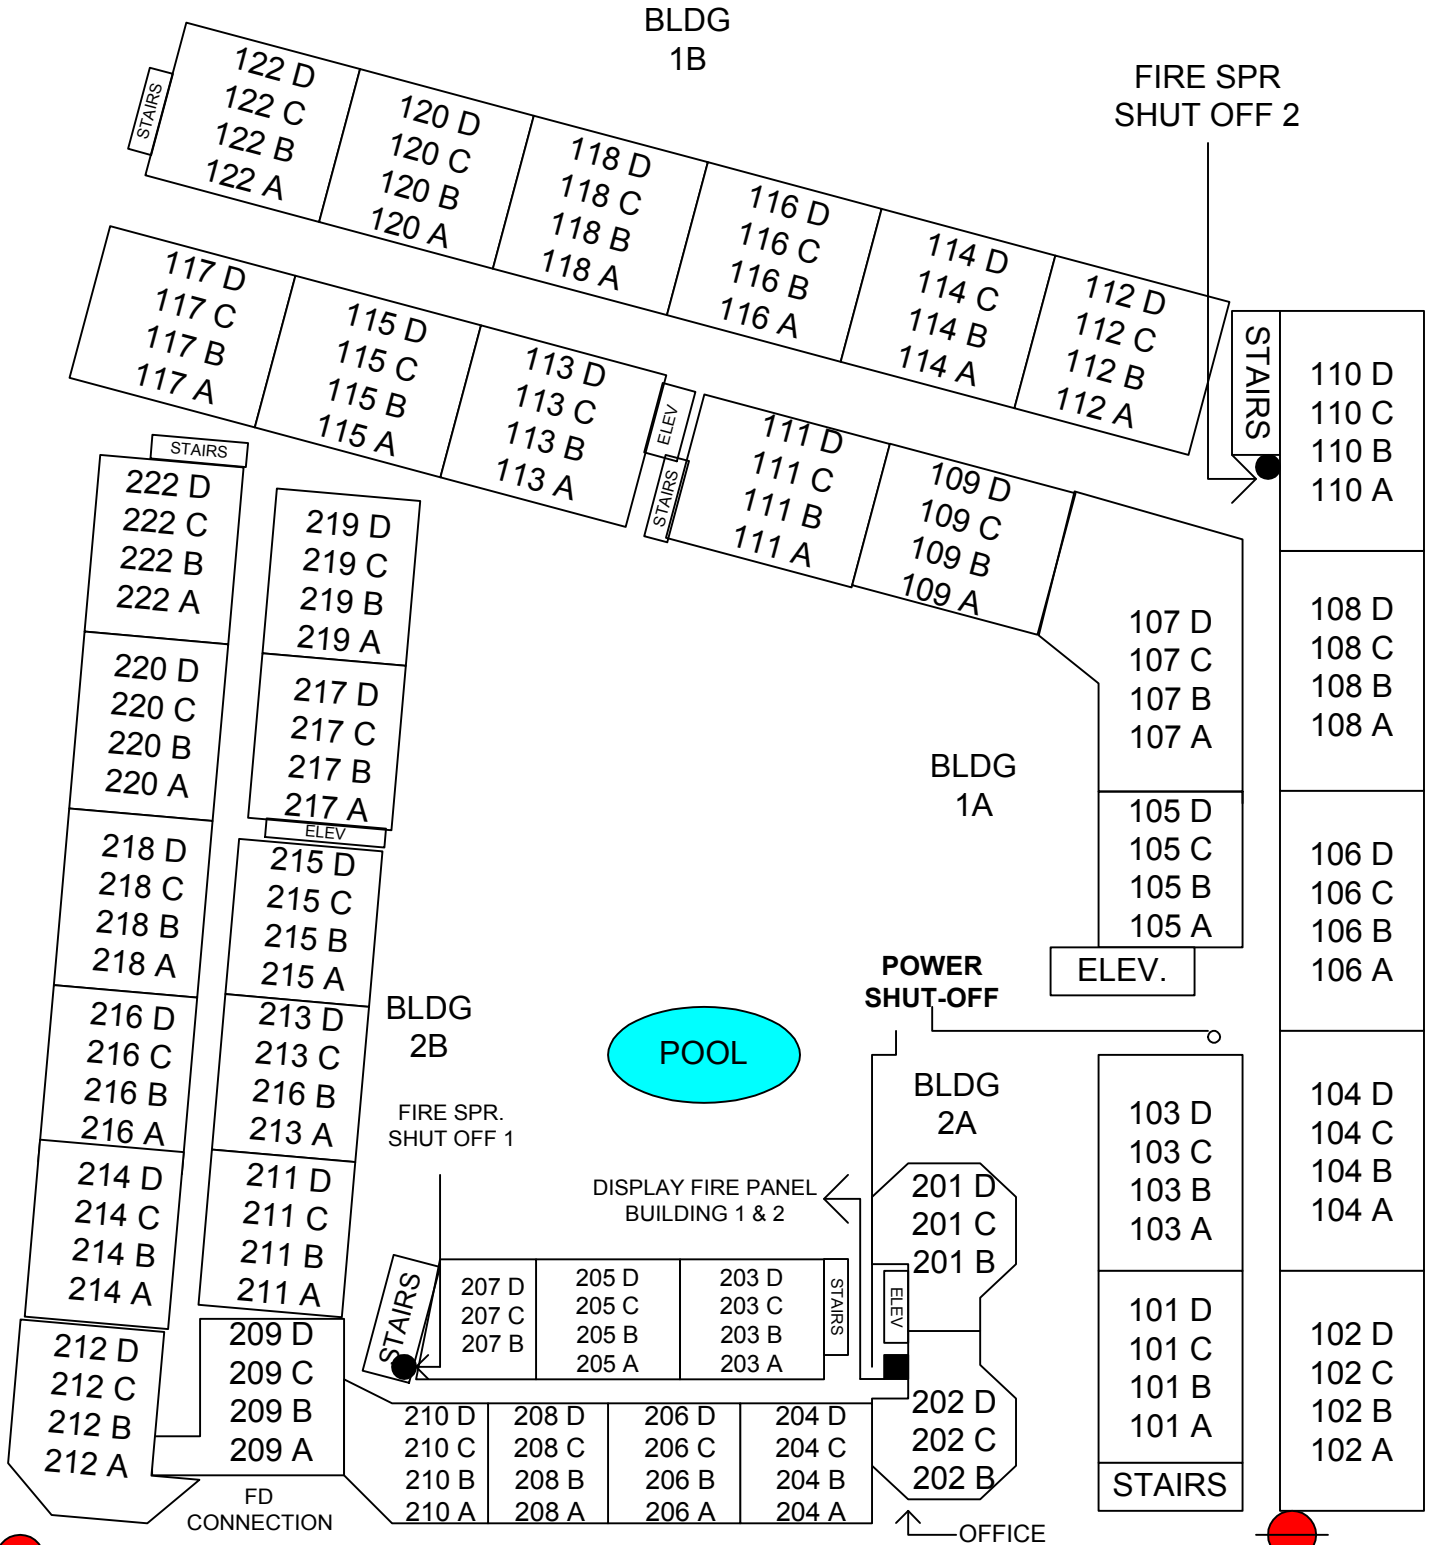 BLDG
1B
FIRE SPR
SHUT OFF 2
STAIRS
122 D
122 C
122 B
122 A
120 D
120 C
120 B
120 A
118 D
118 C
118 B
118 A
116 D
116 C
116 B
116 A
114 D
114 C
114 B
114 A
112 D
112 C
112 B
112 A
STAIRS
110 D
110 C
110 B
110 A
117 D
117 C
117 B
117 A
115 D
115 C
115 B
115 A
113 D
113 C
113 B
113 A
ELEV
STAIRS
111 D
111 C
111 B
111 A
109 D
109 C
109 B
109 A
107 D
107 C
107 B
107 A
108 D
108 C
108 B
108 A
STAIRS
222 D
222 C
222 B
222 A
219 D
219 C
219 B
219 A
220 D
220 C
220 B
220 A
217 D
217 C
217 B
217 A
ELEV
BLDG
1A
105 D
105 C
105 B
105 A
106 D
106 C
106 B
106 A
218 D
218 C
218 B
218 A
215 D
215 C
215 B
215 A
POWER
SHUT-OFF
ELEV.
216 D
216 C
216 B
216 A
213 D
213 C
216 B
213 A
BLDG
2B
POOL
BLDG
2A
FIRE SPR.
SHUT OFF 1
103 D
103 C
103 B
103 A
104 D
104 C
104 B
104 A
214 D
214 C
214 B
214 A
211 D
211 C
211 B
211 A
DISPLAY FIRE PANEL
BUILDING 1 & 2
201 D
201 C
201 B
STAIRS
207 D
207 C
207 B
205 D
205 C
205 B
205 A
203 D
203 C
203 B
203 A
STAIRS
ELEV
101 D
101 C
101 B
101 A
STAIRS
102 D
102 C
102 B
102 A
212 D
212 C
212 B
212 A
209 D
209 C
209 B
209 A
210 D
210 C
210 B
210 A
208 D
208 C
208 B
208 A
206 D
206 C
206 B
206 A
204 D
204 C
204 B
204 A
202 D
202 C
202 B
FD
CONNECTION
OFFICE